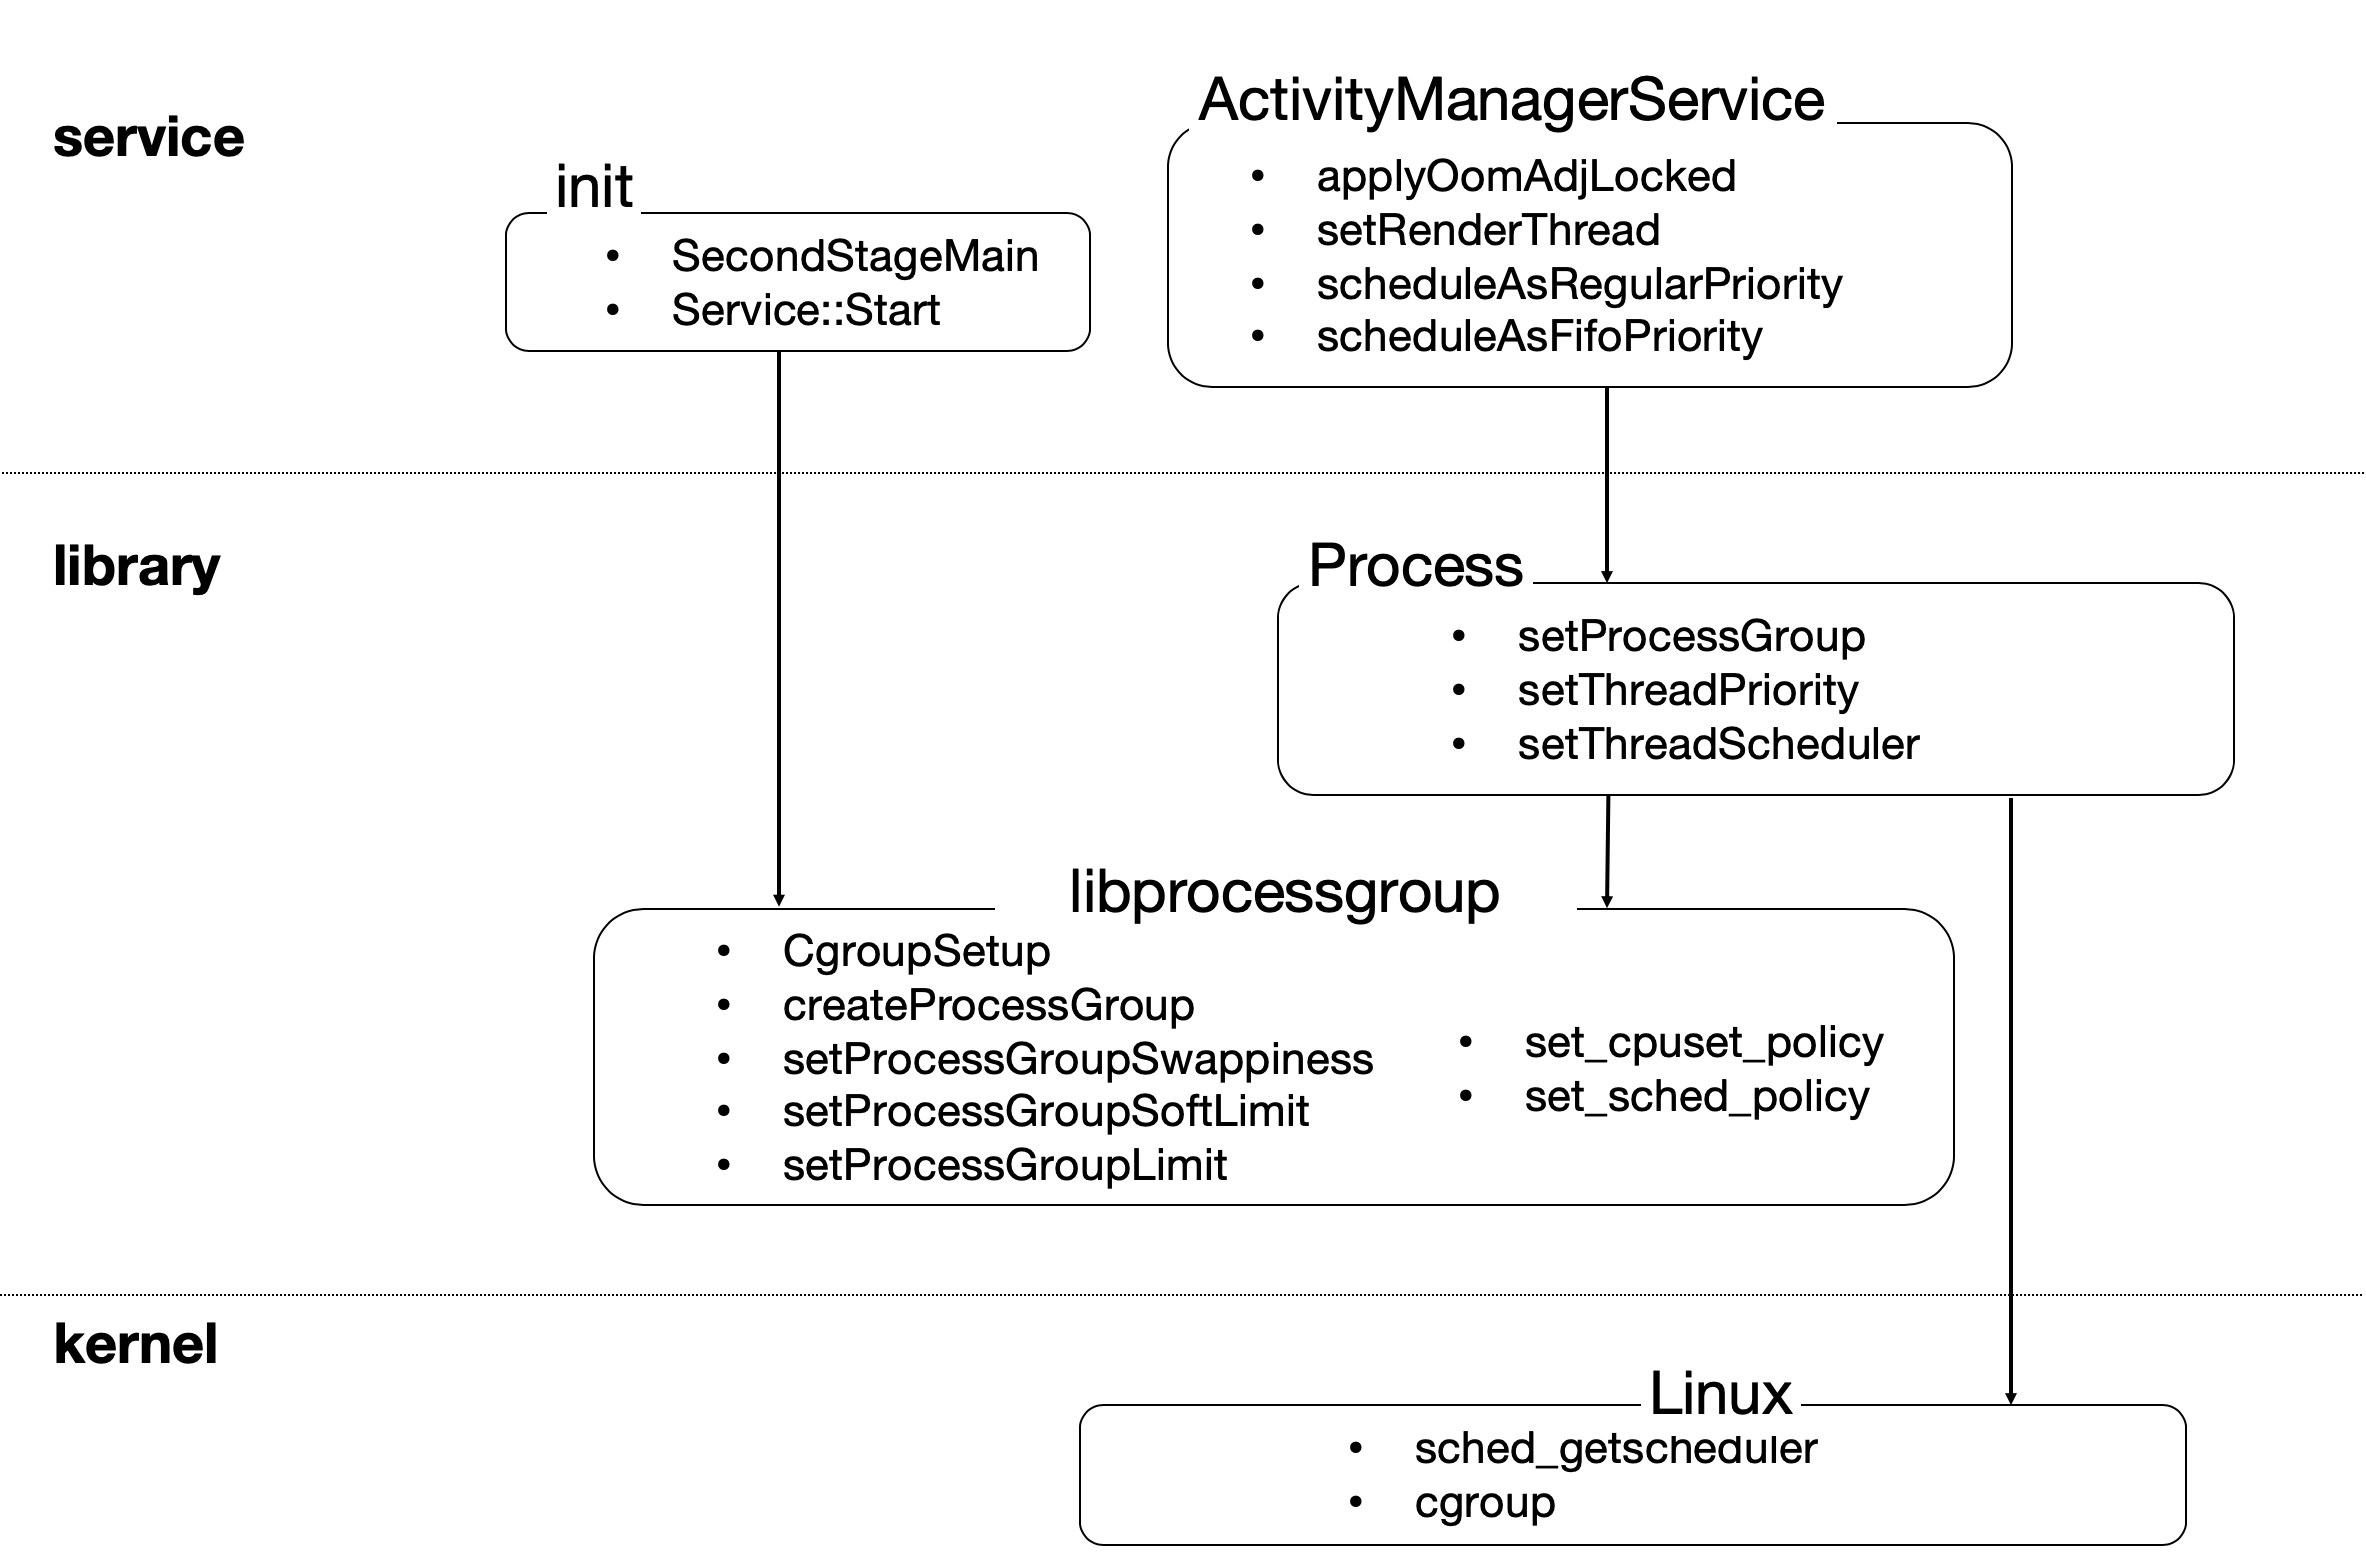 service
ActivityManagerService
• applyOomAdjLocked
• setRenderThread
• scheduleAsRegularPriority
• scheduleAsFifoPriority
init
• SecondStageMain
• Service::Start
library
Process
• setProcessGroup
• setThreadPriority
• setThreadScheduler
libprocessgroup
• CgroupSetup
• createProcessGroup
• setProcessGroupSwappiness
• setProcessGroupSoftLimit
• setProcessGroupLimit
• set_cpuset_policy
• set_sched_policy
kernel
Linux
• sched_getscheduler
• cgroup